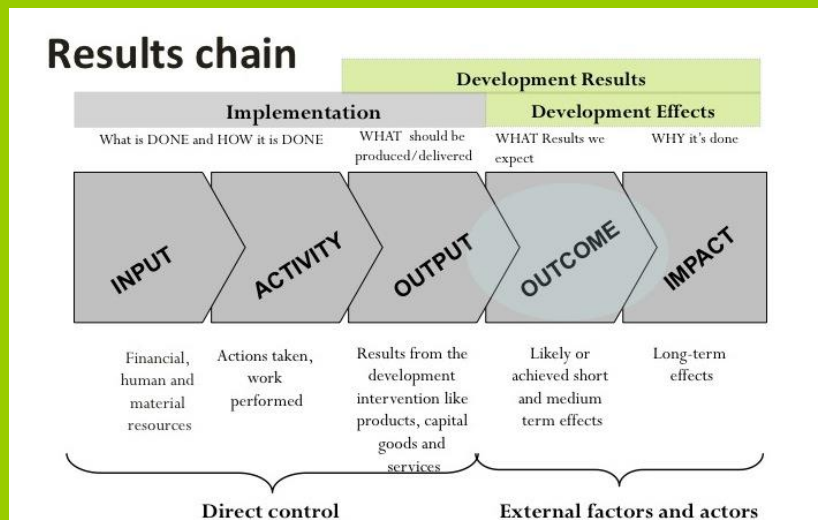 Results chain
Development Results
Implementation
Development Effects
What is DONE and HOW it is DONE
WHAT should be
produced/delivered
WHAT Results we
expect
WHY it's done
INPUT
ACTIVITY
OUTPUT
OUTCOME
IMPACT
Financial,
human and
material
resources
Actions taken,
work
performed
Results from the
development
intervention like
products, capital
goods and
services
Likely or
achieved short
and medium
term effects
Long-term
effects
Direct control
External factors and actors